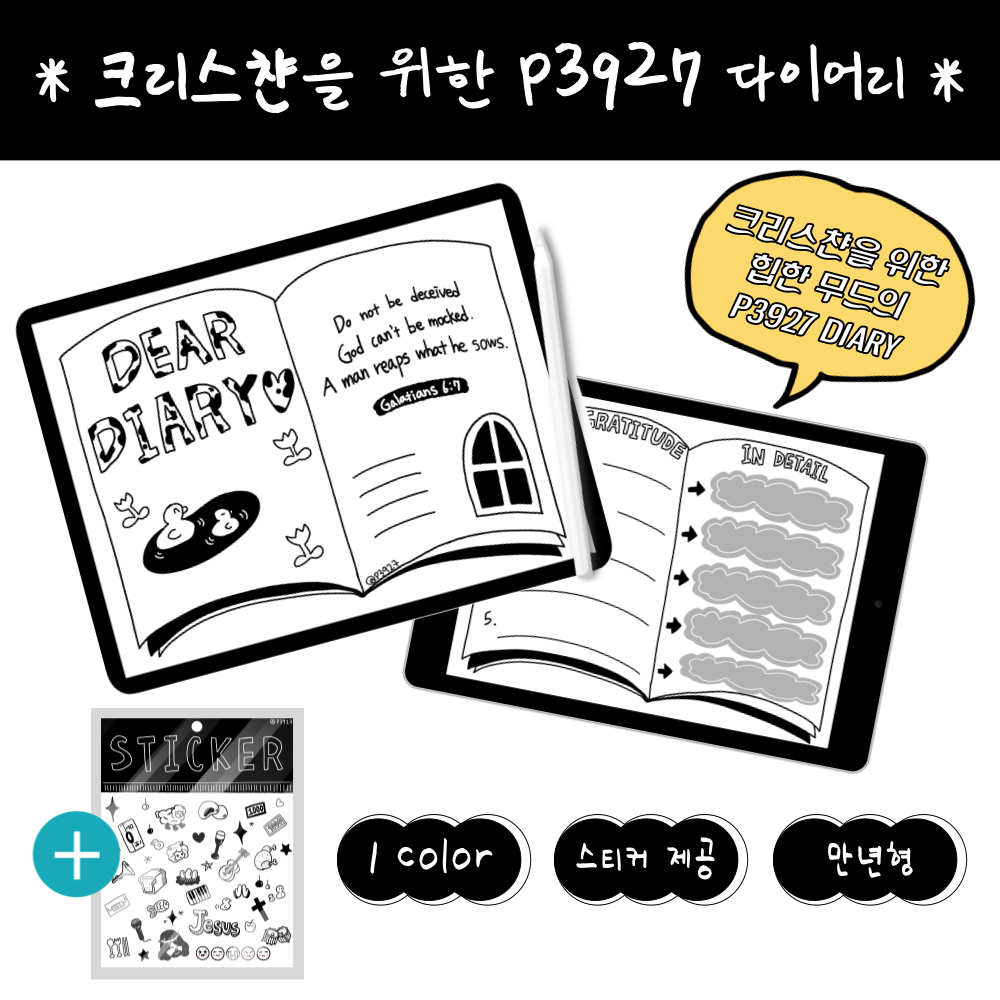 * 크리스챤을 위한 P3927 다이어리 *
크리스챤을 위한
힙한 무드의
P3927 DIARY
DEAR
DIARY
Do not be deceived
God can't be mocked.
A man reaps what he sows.
Galatians 6:7
@P3927
GRATITUDE
IN DETAIL
5.
@P3927
STICKER
1000
Jesus
+
1 color
스티커 제공
만년형